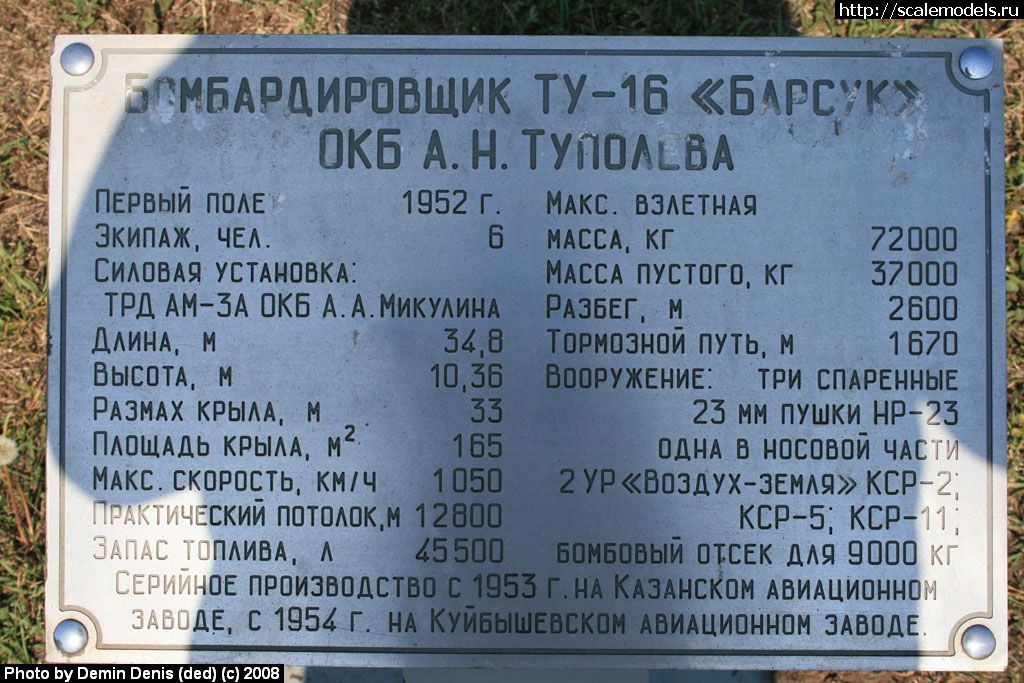 http://scalemodels.ru
БОМБАРДИРОВЩИК ТУ-16 «БАРСУК»
ОКБ А. Н. ТУПОЛЕВА
ПЕРВЫЙ ПОЛЕТ 1952 Г.
ЭКИПАЖ, ЧЕЛ. 6
СИЛОВАЯ УСТАНОВКА:
ТРД АМ-3А ОКБ А. А. МИКУЛИНА
ДЛИНА, М 34,8
ВЫСОТА, М 10,36
РАЗМАХ КРЫЛА, М 33
ПЛОЩАДЬ КРЫЛА, М² 165
МАКС. СКОРОСТЬ, КМ/Ч 1050
ПРАКТИЧЕСКИЙ ПОТОЛОК, М 12800
ЗАПАС ТОПЛИВА, Л 45500
МАКС. ВЗЛЕТНАЯ
МАССА, КГ 72000
МАССА ПУСТОГО, КГ 37000
РАЗБЕГ, М 2600
ТОРМОЗНОЙ ПУТЬ, М 1670
ВООРУЖЕНИЕ: ТРИ СПАРЕННЫЕ
23 ММ ПУШКИ НР-23
ОДНА В НОСОВОЙ ЧАСТИ
2 УР «ВОЗДУХ-ЗЕМЛЯ» КСР-2;
КСР-5; КСР-11;
БОМБОВЫЙ ОТСЕК ДЛЯ 9000 КГ
СЕРИЙНОЕ ПРОИЗВОДСТВО С 1953 Г. НА КАЗАНСКОМ АВИАЦИОННОМ
ЗАВОДЕ, С 1954 Г. НА КУЙБЫШЕВСКОМ АВИАЦИОННОМ ЗАВОДЕ.
Photo by Demin Denis (ded) (c) 2008